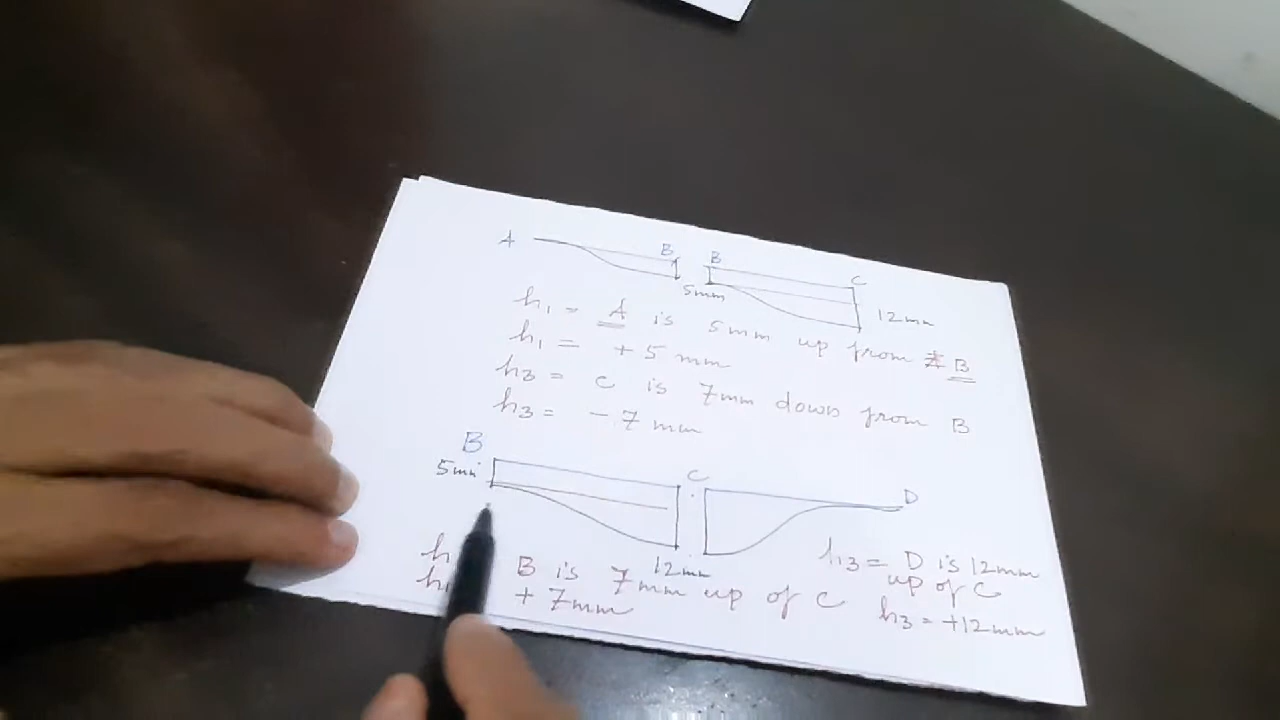 A B B C
5mm 12mm
h1 = A is 5mm up from B
h1 = + 5 mm
h3 = C is 7mm down from B
h3 = - 7 mm
B
5mm C D
12mm
h B is 7mm up of C
h + 7mm
h3 = D is 12mm
up of C
h3 = +12mm